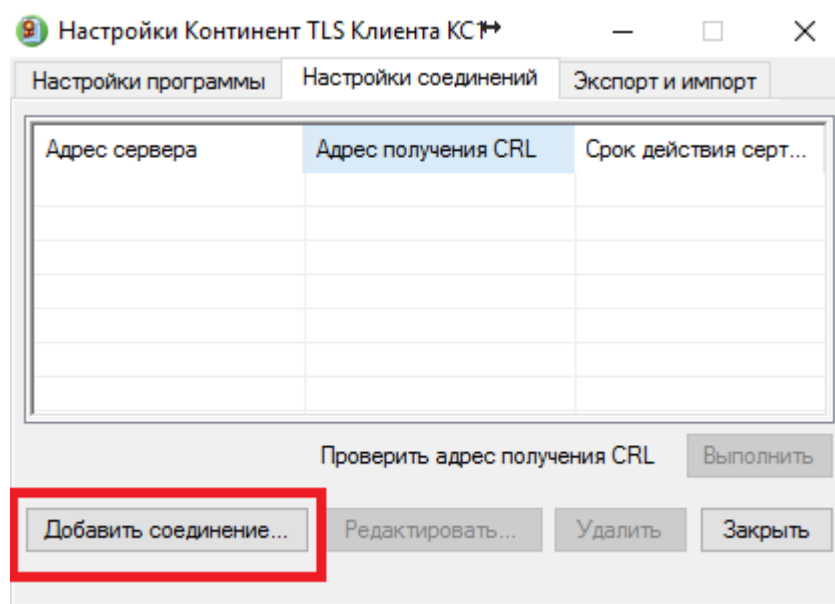 Настройки Континент TLS Клиента КС1
Настройки программы Настройки соединений Экспорт и импорт
Адрес сервера Адрес получения CRL Срок действия серт...
Проверить адрес получения CRL Выполнить
Добавить соединение... Редактировать... Удалить Закрыть